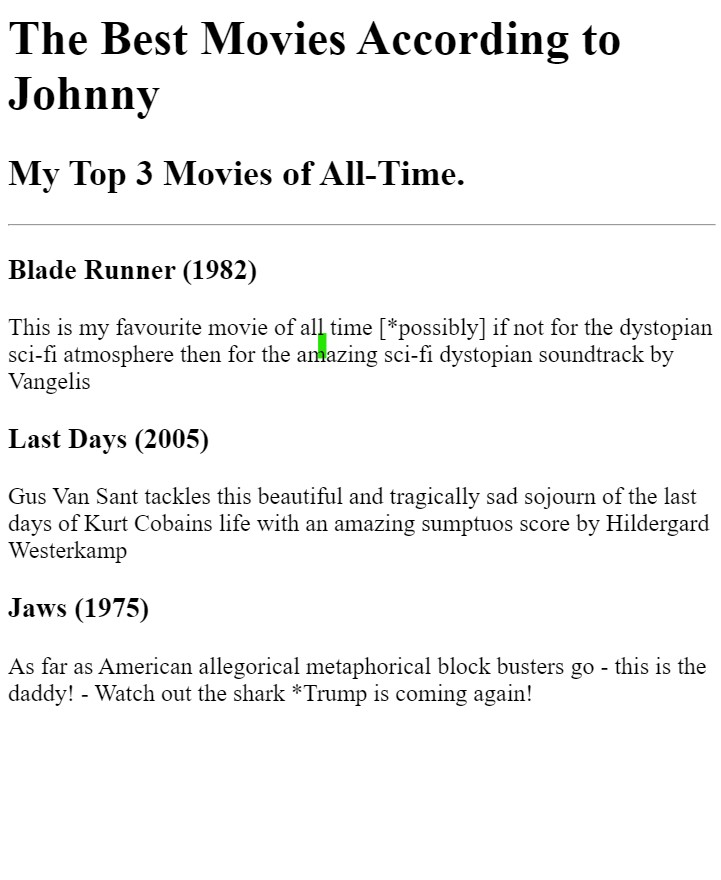 The Best Movies According to
Johnny
My Top 3 Movies of All-Time.
Blade Runner (1982)
This is my favourite movie of all time [*possibly] if not for the dystopian
sci-fi atmosphere then for the amazing sci-fi dystopian soundtrack by
Vangelis
Last Days (2005)
Gus Van Sant tackles this beautiful and tragically sad sojourn of the last
days of Kurt Cobains life with an amazing sumptuos score by Hildergard
Westerkamp
Jaws (1975)
As far as American allegorical metaphorical block busters go - this is the
daddy! - Watch out the shark *Trump is coming again!